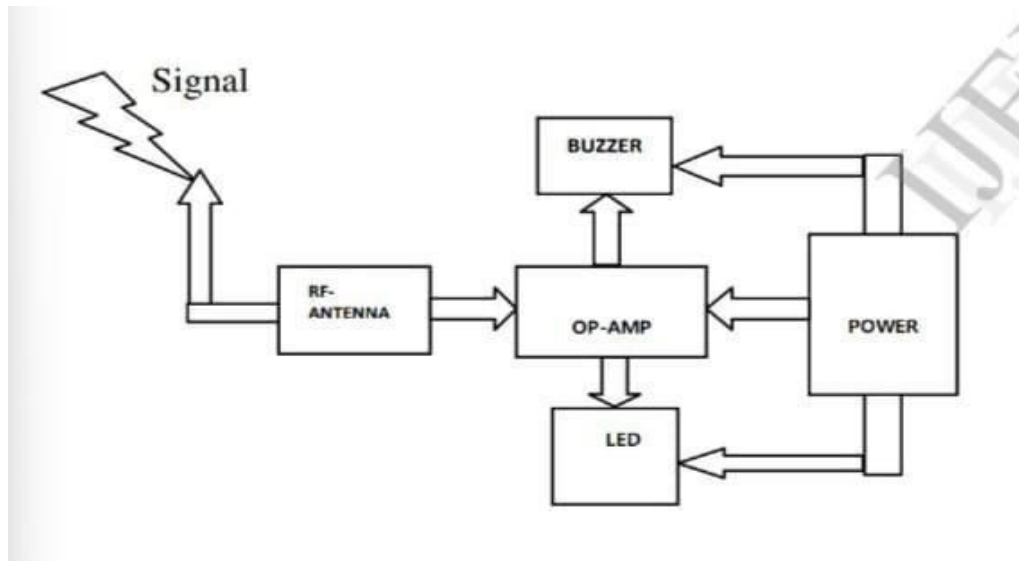 Signal
BUZZER
RF-
ANTENNA
OP-AMP
POWER
LED